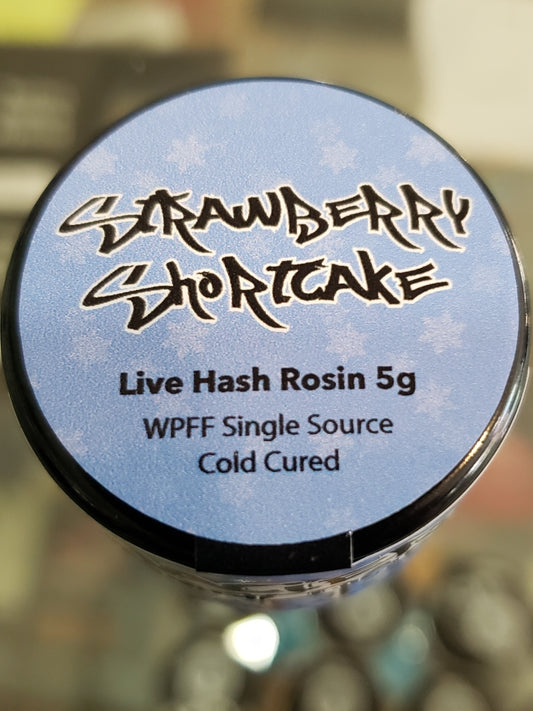 STRAWBERRY
SHORTCAKE
Live Hash Rosin 5g
WPFF Single Source
Cold Cured